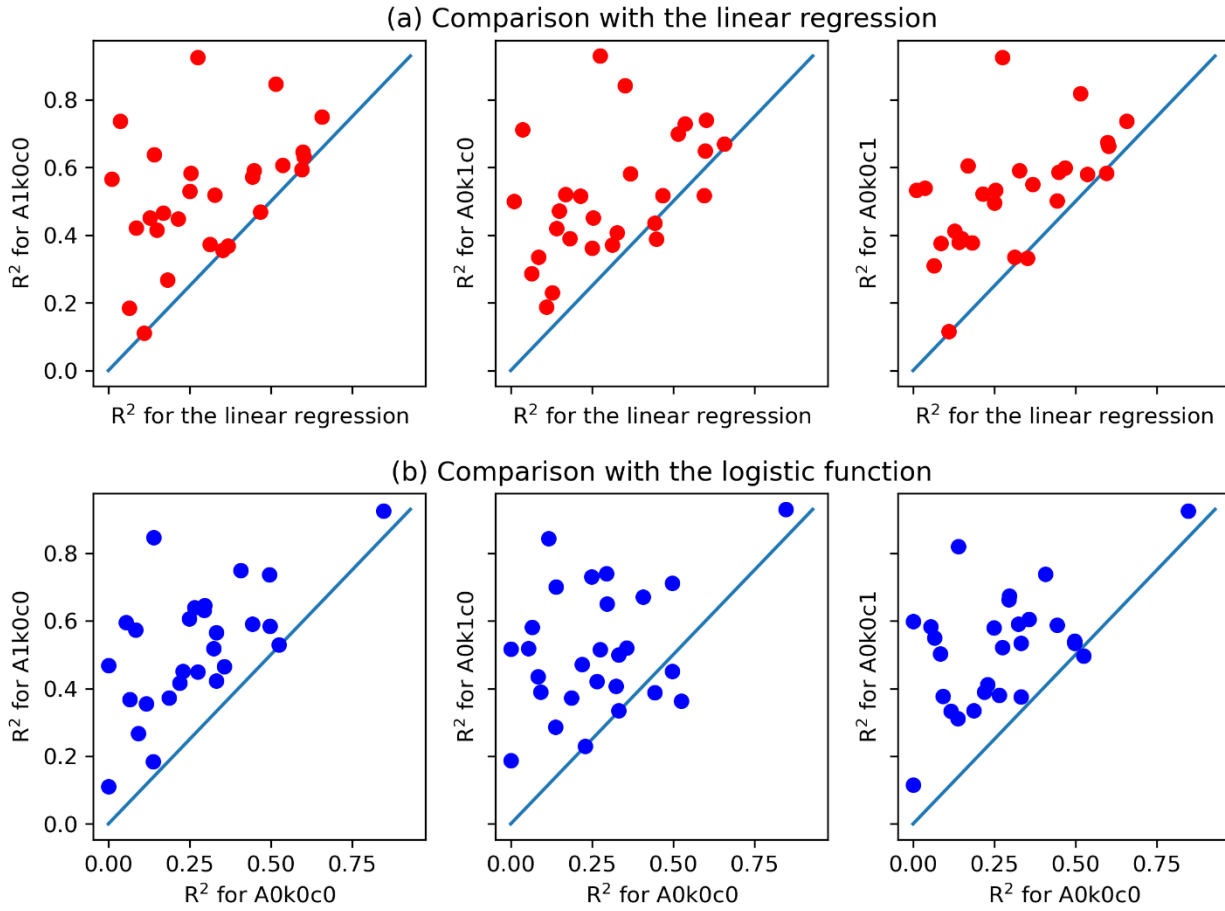 (a) Comparison with the linear regression
R² for A1k0c0
0.8
0.6
0.4
0.2
0.0
R² for the linear regression
R² for A0k1c0
R² for the linear regression
R² for A0k0c1
R² for the linear regression
(b) Comparison with the logistic function
R² for A1k0c0
0.8
0.6
0.4
0.2
0.0
0.00 0.25 0.50 0.75
R² for A0k0c0
R² for A0k1c0
0.00 0.25 0.50 0.75
R² for A0k0c0
R² for A0k0c1
0.00 0.25 0.50 0.75
R² for A0k0c0